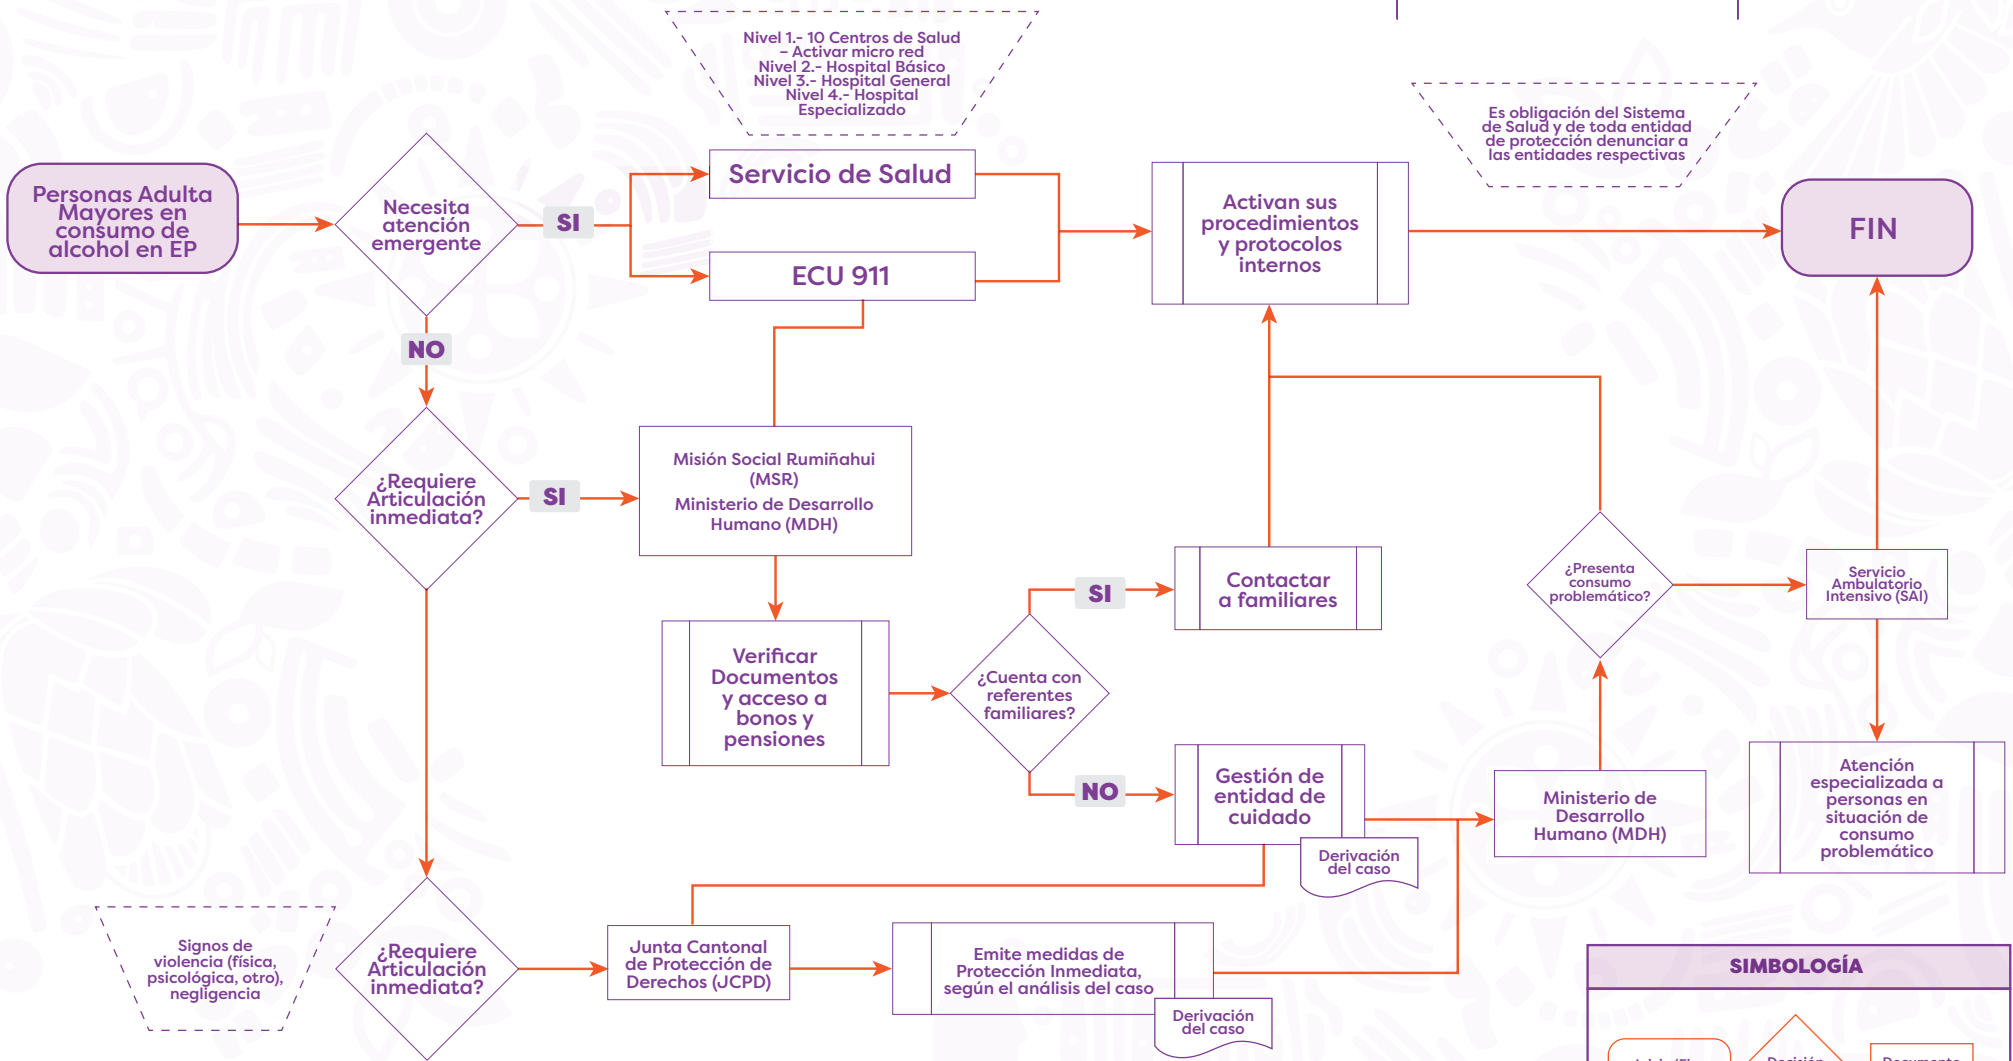 Nivel 1.- 10 Centros de Salud
– Activar micro red
Nivel 2.- Hospital Básico
Nivel 3.- Hospital General
Nivel 4.- Hospital
Especializado
Es obligación del Sistema
de Salud y de toda entidad
de protección denunciar a
las entidades respectivas
Personas Adulta
Mayores en
consumo de
alcohol en EP
Necesita
atención
emergente
SI
Servicio de Salud
ECU 911
Activan sus
procedimientos
y protocolos
internos
FIN
NO
¿Requiere
Articulación
inmediata?
SI
Misión Social Rumiñahui
(MSR)
Ministerio de Desarrollo
Humano (MDH)
Verificar
Documentos
y acceso a
bonos y
pensiones
¿Cuenta con
referentes
familiares?
SI
Contactar
a familiares
NO
Gestión de
entidad de
cuidado
Derivación
del caso
¿Presenta
consumo
problemático?
Servicio
Ambulatorio
Intensivo (SAI)
Ministerio de
Desarrollo
Humano (MDH)
Atención
especializada a
personas en
situación de
consumo
problemático
Signos de
violencia (física,
psicológica, otro),
negligencia
¿Requiere
Articulación
inmediata?
Junta Cantonal
de Protección de
Derechos (JCPD)
Emite medidas de
Protección Inmediata,
según el análisis del caso
Derivación
del caso
SIMBOLOGÍA
Decisión
Documento